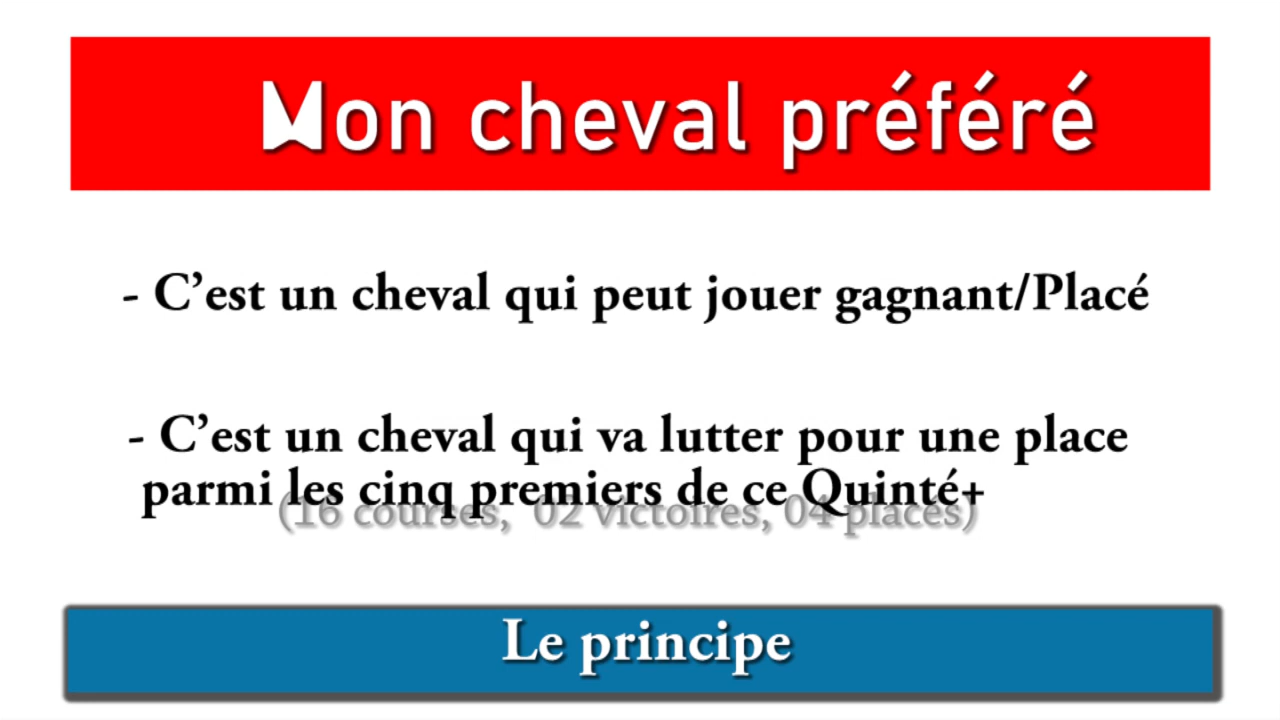 Mon cheval préféré
- C’est un cheval qui peut jouer gagnant/Placé
- C’est un cheval qui va lutter pour une place
parmi les cinq premiers de ce Quinté+
(16 courses, 02 victoires, 04 placés)
Le principe